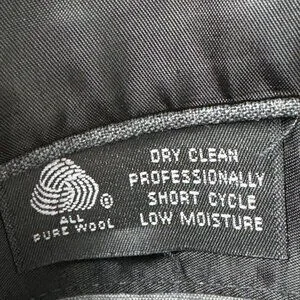 DRY CLEAN
PROFESSIONALLY
SHORT CYCLE
LOW MOISTURE
ALL
PURE WOOL